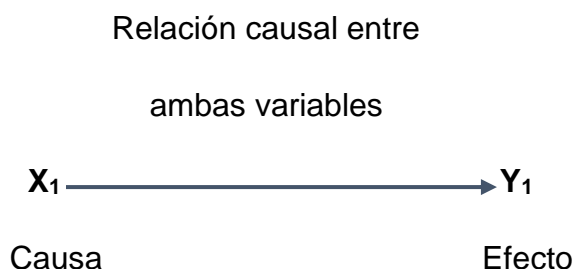 Relación causal entre
ambas variables
X₁ Y₁
Causa Efecto